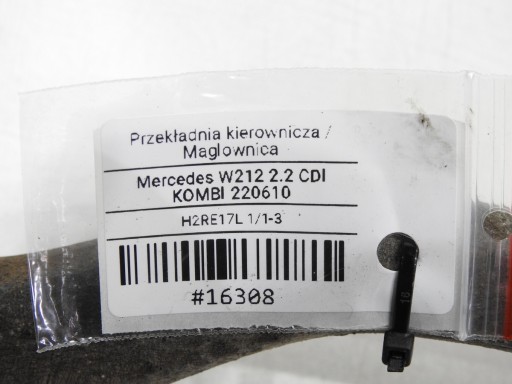 Przekładnia kierownicza /
Maglownica
Mercedes W212 2.2 CDI
KOMBI 220610
H2RE17L 1/1-3
#16308